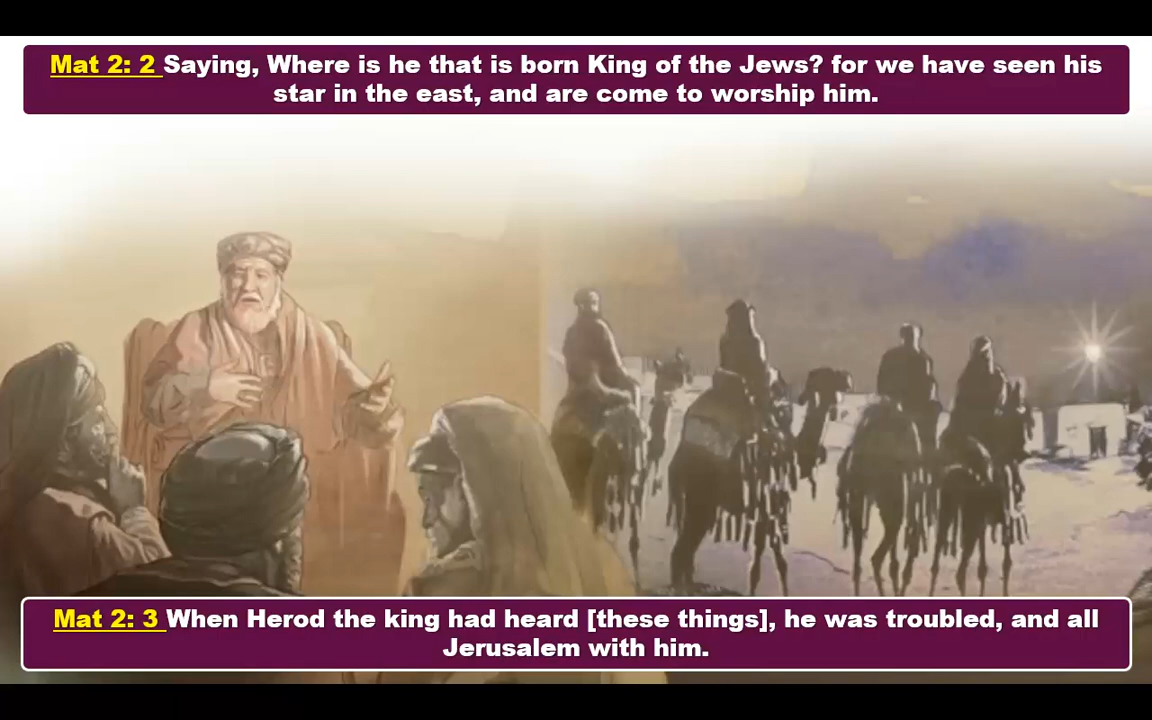 Mat 2: 2 Saying, Where is he that is born King of the Jews? for we have seen his
star in the east, and are come to worship him.
Mat 2: 3 When Herod the king had heard [these things], he was troubled, and all
Jerusalem with him.